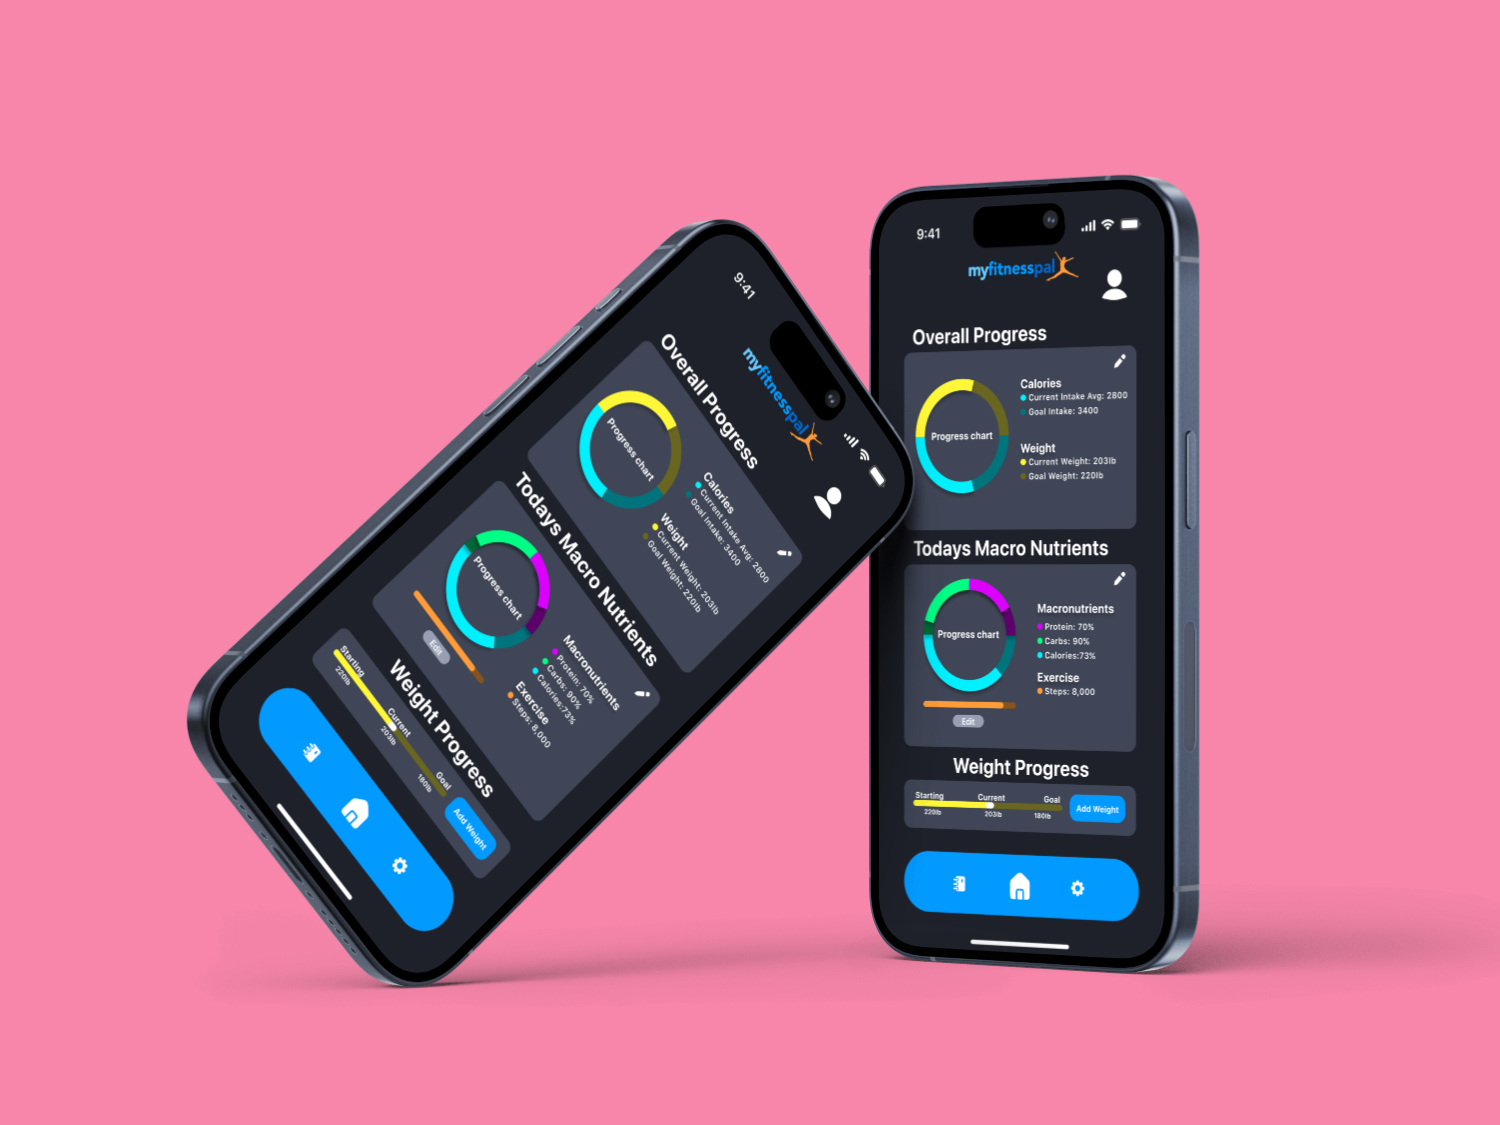 9:41
myfitnesspal
Overall Progress
Progress chart
Calories
Current Intake Avg: 2800
Goal Intake: 3400
Weight
Current Weight: 203lb
Goal Weight: 220lb
Todays Macro Nutrients
Progress chart
Macronutrients
Protein: 70%
Carbs: 90%
Calories:73%
Exercise
Steps: 8,000
Edit
Weight Progress
Starting Current Goal
220lb 203lb 180lb
Add Weight
9:41
myfitnesspal
Overall Progress
Progress chart
Calories
Current Intake Avg: 2800
Goal Intake: 3400
Weight
Current Weight: 203lb
Goal Weight: 220lb
Todays Macro Nutrients
Progress chart
Macronutrients
Protein: 70%
Carbs: 90%
Calories:73%
Exercise
Steps: 8,000
Edit
Weight Progress
Starting Current Goal
220lb 203lb 180lb
Add Weight